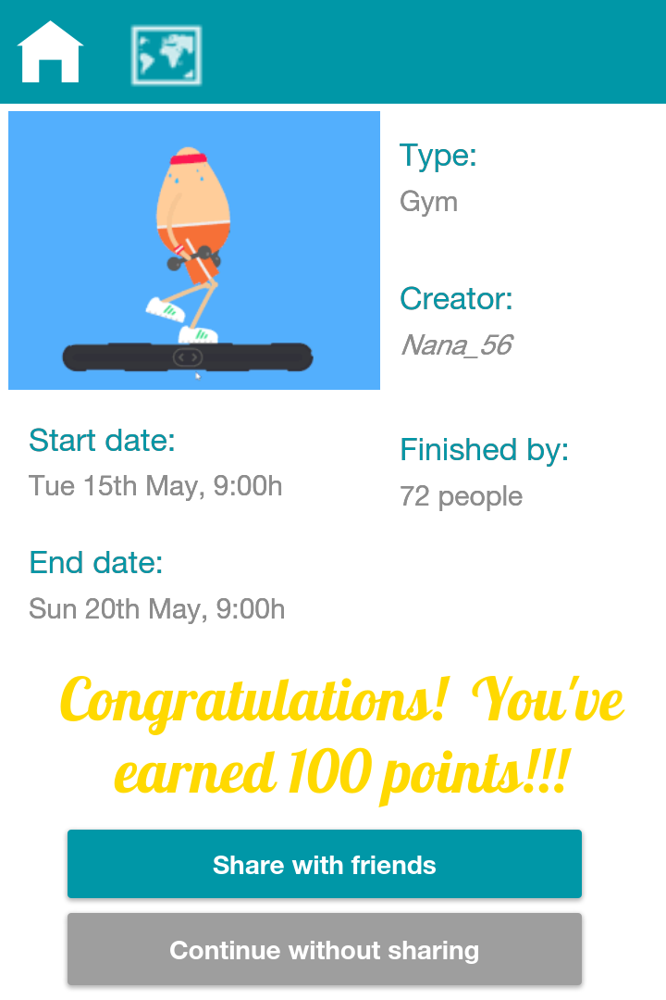 Type:
Gym
Creator:
Nana_56
Start date:
Tue 15th May, 9:00h
Finished by:
72 people
End date:
Sun 20th May, 9:00h
Congratulations! You've
earned 100 points!!!
Share with friends
Continue without sharing